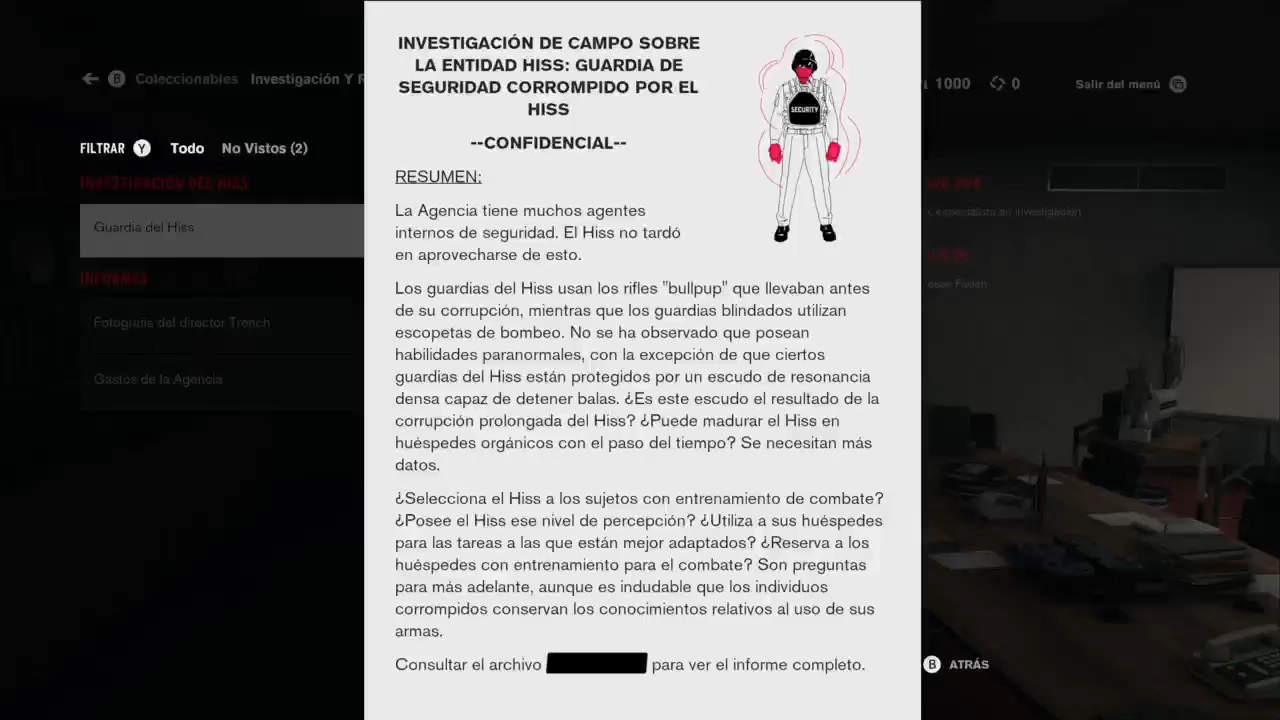 INVESTIGACIÓN DE CAMPO SOBRE
LA ENTIDAD HISS: GUARDIA DE
SEGURIDAD CORROMPIDO POR EL
HISS
--CONFIDENCIAL--
RESUMEN:
La Agencia tiene muchos agentes
internos de seguridad. El Hiss no tardó
en aprovecharse de esto.
Los guardias del Hiss usan los rifles "bullpup" que llevaban antes
de su corrupción, mientras que los guardias blindados utilizan
escopetas de bombeo. No se ha observado que posean
habilidades paranormales, con la excepción de que ciertos
guardias del Hiss están protegidos por un escudo de resonancia
densa capaz de detener balas. ¿Es este escudo el resultado de la
corrupción prolongada del Hiss? ¿Puede madurar el Hiss en
huéspedes orgánicos con el paso del tiempo? Se necesitan más
datos.
¿Selecciona el Hiss a los sujetos con entrenamiento de combate?
¿Posee el Hiss ese nivel de percepción? ¿Utiliza a sus huéspedes
para las tareas a las que están mejor adaptados? ¿Reserva a los
huéspedes con entrenamiento para el combate? Son preguntas
para más adelante, aunque es indudable que los individuos
corrompidos conservan los conocimientos relativos al uso de sus
armas.
Consultar el archivo para ver el informe completo.
SECURITY
B Coleccionables Investigación Y R
FILTRAR Y Todo No Vistos (2)
INVESTIGACIÓN DEL HISS
Guardia del Hiss
INFORMES
Fotografía del director Trench
Gastos de la Agencia
1000 0 Salir del menú
especialista en investigación
B ATRÁS